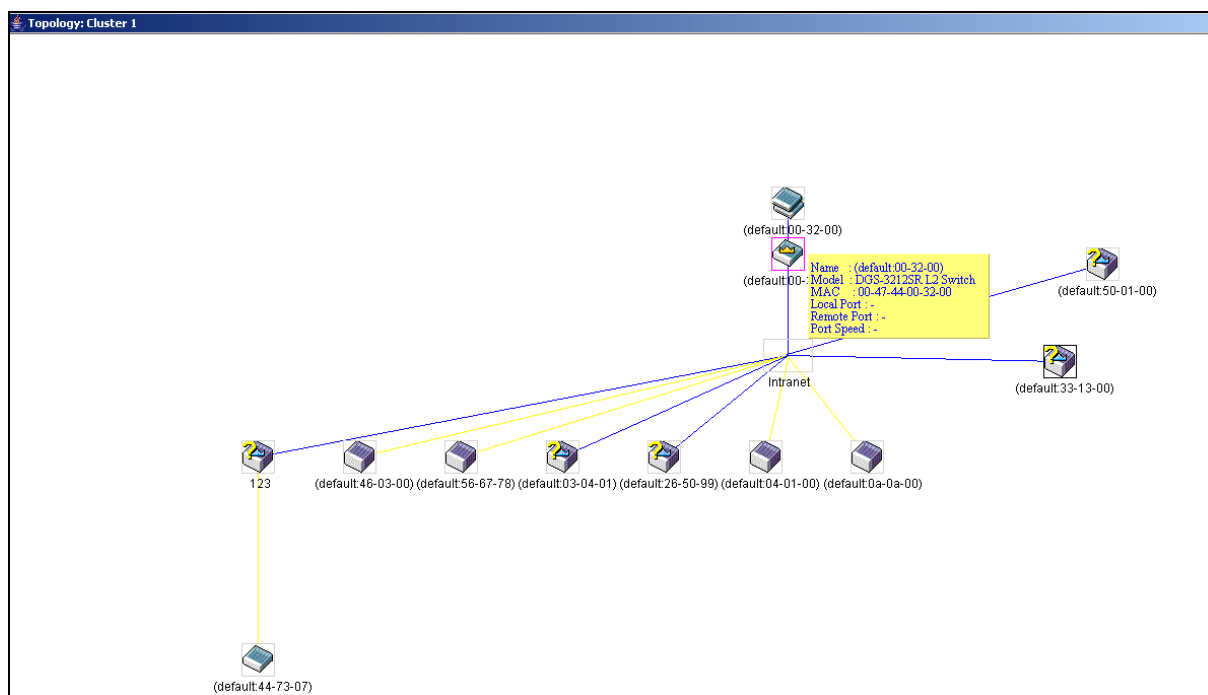 Topology: Cluster 1
(default:00-32-00)
(default:00-
Name : (default:00-32-00)
Model : DGS-3212SR L2 Switch
MAC : 00-47-44-00-32-00
Local Port : -
Remote Port : -
Port Speed : -
(default:50-01-00)
Intranet
(default:33-13-00)
123
(default:46-03-00)
(default:56-67-78)
(default:03-04-01)
(default:26-50-99)
(default:04-01-00)
(default:0a-0a-00)
(default:44-73-07)